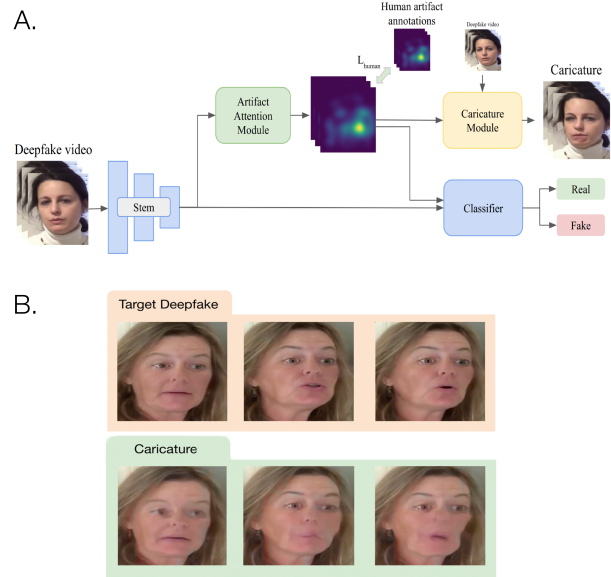 A.
Human artifact
annotations
Deepfake video
L_human
Caricature
Artifact
Attention
Module
Caricature
Module
Deepfake video
Stem
Classifier
Real
Fake
B.
Target Deepfake
Caricature